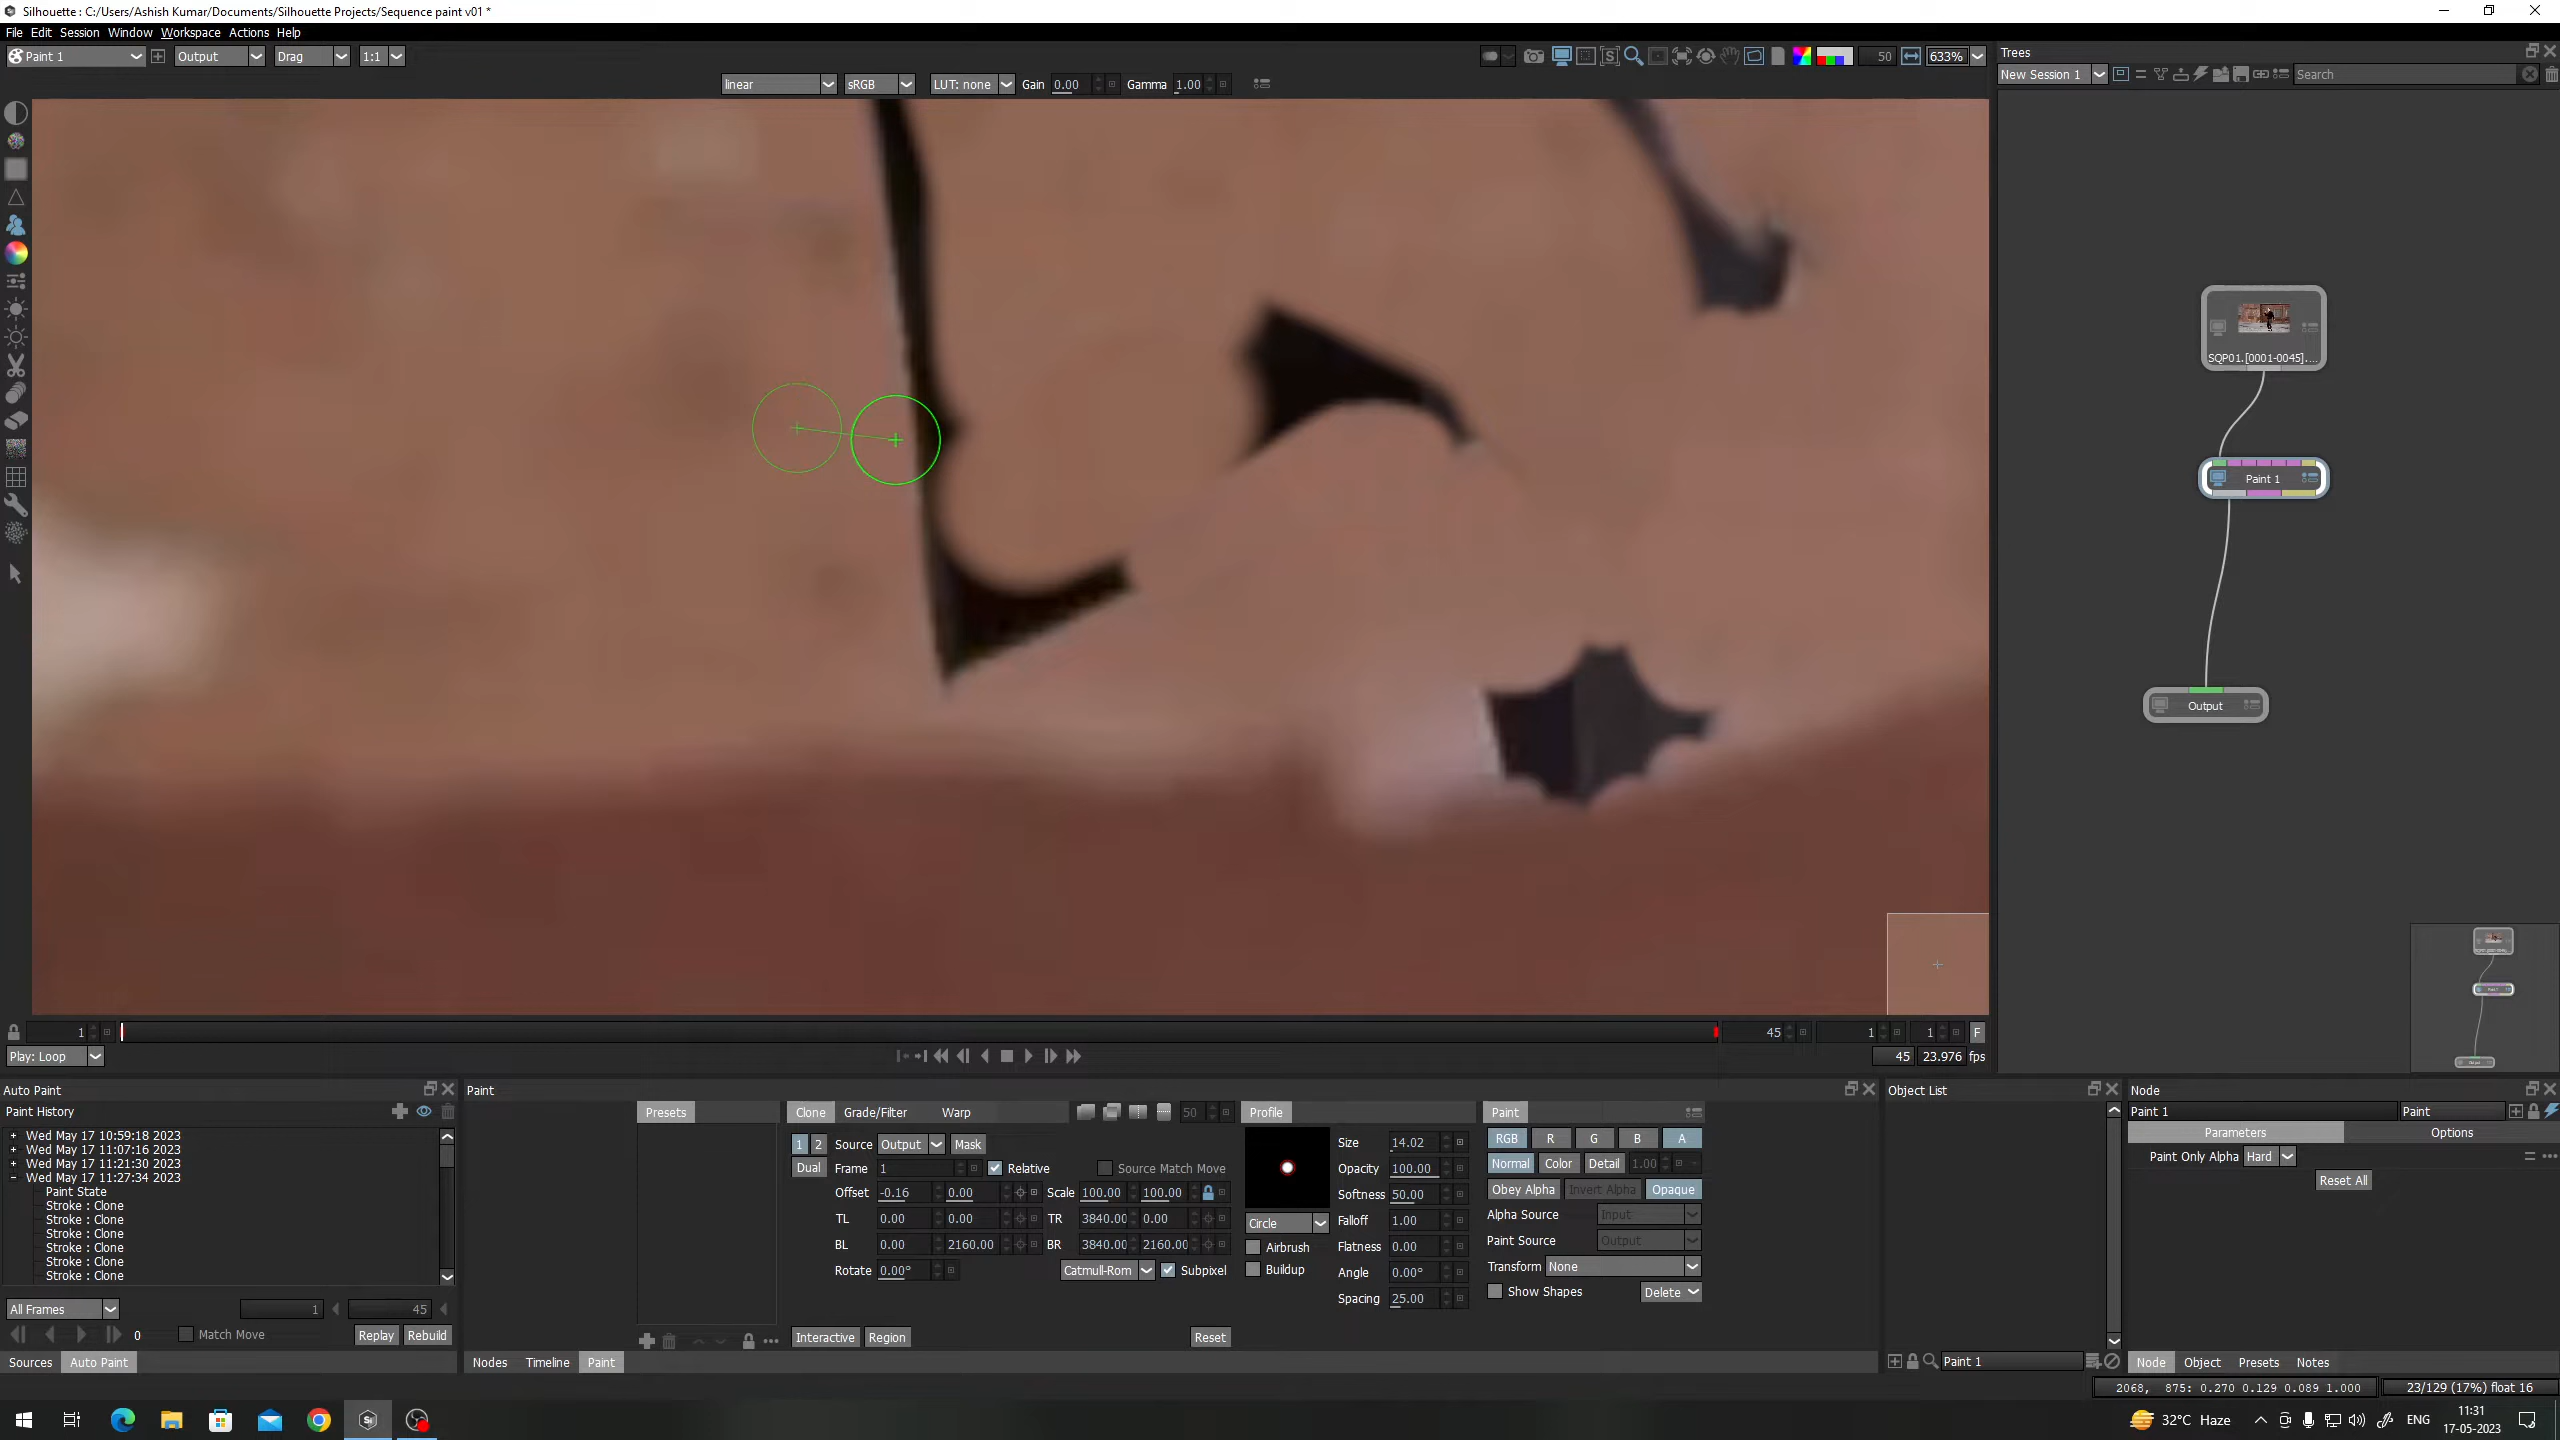 Silhouette : C:/Users/Ashish Kumar/Documents/Silhouette Projects/Sequence paint v01 *
File Edit Session Window Workspace Actions Help
Paint 1 Output Drag 1:1 50 633%
linear sRGB LUT: none Gain 0.00 Gamma 1.00
Trees
New Session 1 Search
SQP01.[0001-0045]....
Paint 1
Output
1 45 1 1 F
Play: Loop 45 23.976 fps
Auto Paint
Paint History
Wed May 17 10:59:18 2023
Wed May 17 11:07:16 2023
Wed May 17 11:21:30 2023
Wed May 17 11:27:34 2023
Paint State
Stroke : Clone
Stroke : Clone
Stroke : Clone
Stroke : Clone
Stroke : Clone
Stroke : Clone
All Frames 1 45
0 Match Move Replay Rebuild
Sources Auto Paint
Paint
Presets
Clone Grade/Filter Warp 50
1 2 Source Output Mask
Dual Frame 1 Relative Source Match Move
Offset -0.16 0.00 Scale 100.00 100.00
TL 0.00 0.00 TR 3840.00 0.00
BL 0.00 2160.00 BR 3840.00 2160.00
Rotate 0.00° Catmull-Rom Subpixel
Interactive Region Reset
Profile
Circle
Airbrush
Buildup
Size 14.02
Opacity 100.00
Softness 50.00
Falloff 1.00
Flatness 0.00
Angle 0.00°
Spacing 25.00
Paint
RGB R G B A
Normal Color Detail 1.00
Obey Alpha Invert Alpha Opaque
Alpha Source Input
Paint Source Output
Transform None
Show Shapes Delete
Nodes Timeline Paint
Object List
Paint 1
Node
Paint 1 Paint
Parameters Options
Paint Only Alpha Hard
Reset All
Node Object Presets Notes
2068, 875: 0.270 0.129 0.089 1.000 23/129 (17%) float 16
32°C Haze ENG 11:31
17-05-2023